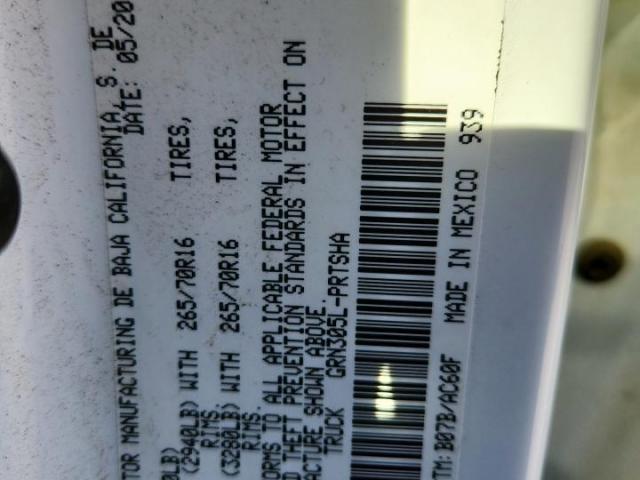 TOR MANUFACTURING DE BAJA CALIFORNIA, S. DE
DATE: 05/20
0LB)
(2940LB) WITH 265/70R16 TIRES,
RIMS.
(3280LB) WITH 265/70R16 TIRES,
RIMS.
ORMS TO ALL APPLICABLE FEDERAL MOTOR
D THEFT PREVENTION STANDARDS IN EFFECT ON
ACTURE SHOWN ABOVE.
TRUCK GRN305L-PRTSHA
TM: B07B/AC60F MADE IN MEXICO 939